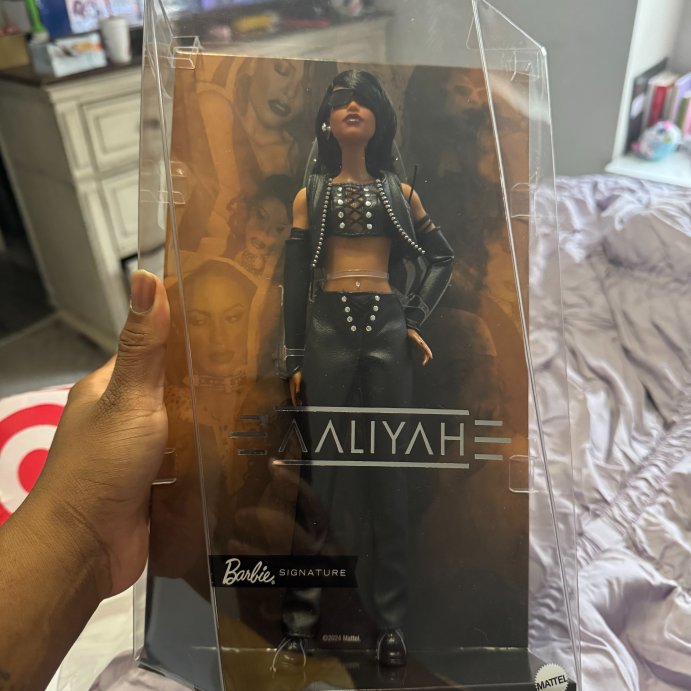 AALIYAH
Barbie SIGNATURE
©2024 Mattel.
MATTEL